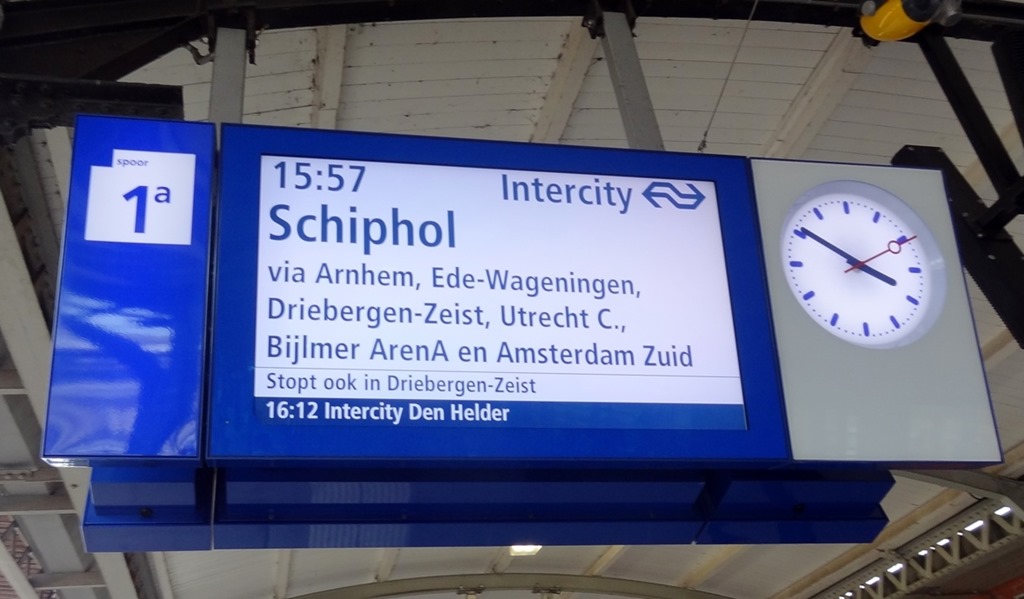 spoor
1a
15:57
Intercity
Schiphol
via Arnhem, Ede-Wageningen,
Driebergen-Zeist, Utrecht C.,
Bijlmer ArenA en Amsterdam Zuid
Stopt ook in Driebergen-Zeist
16:12 Intercity Den Helder